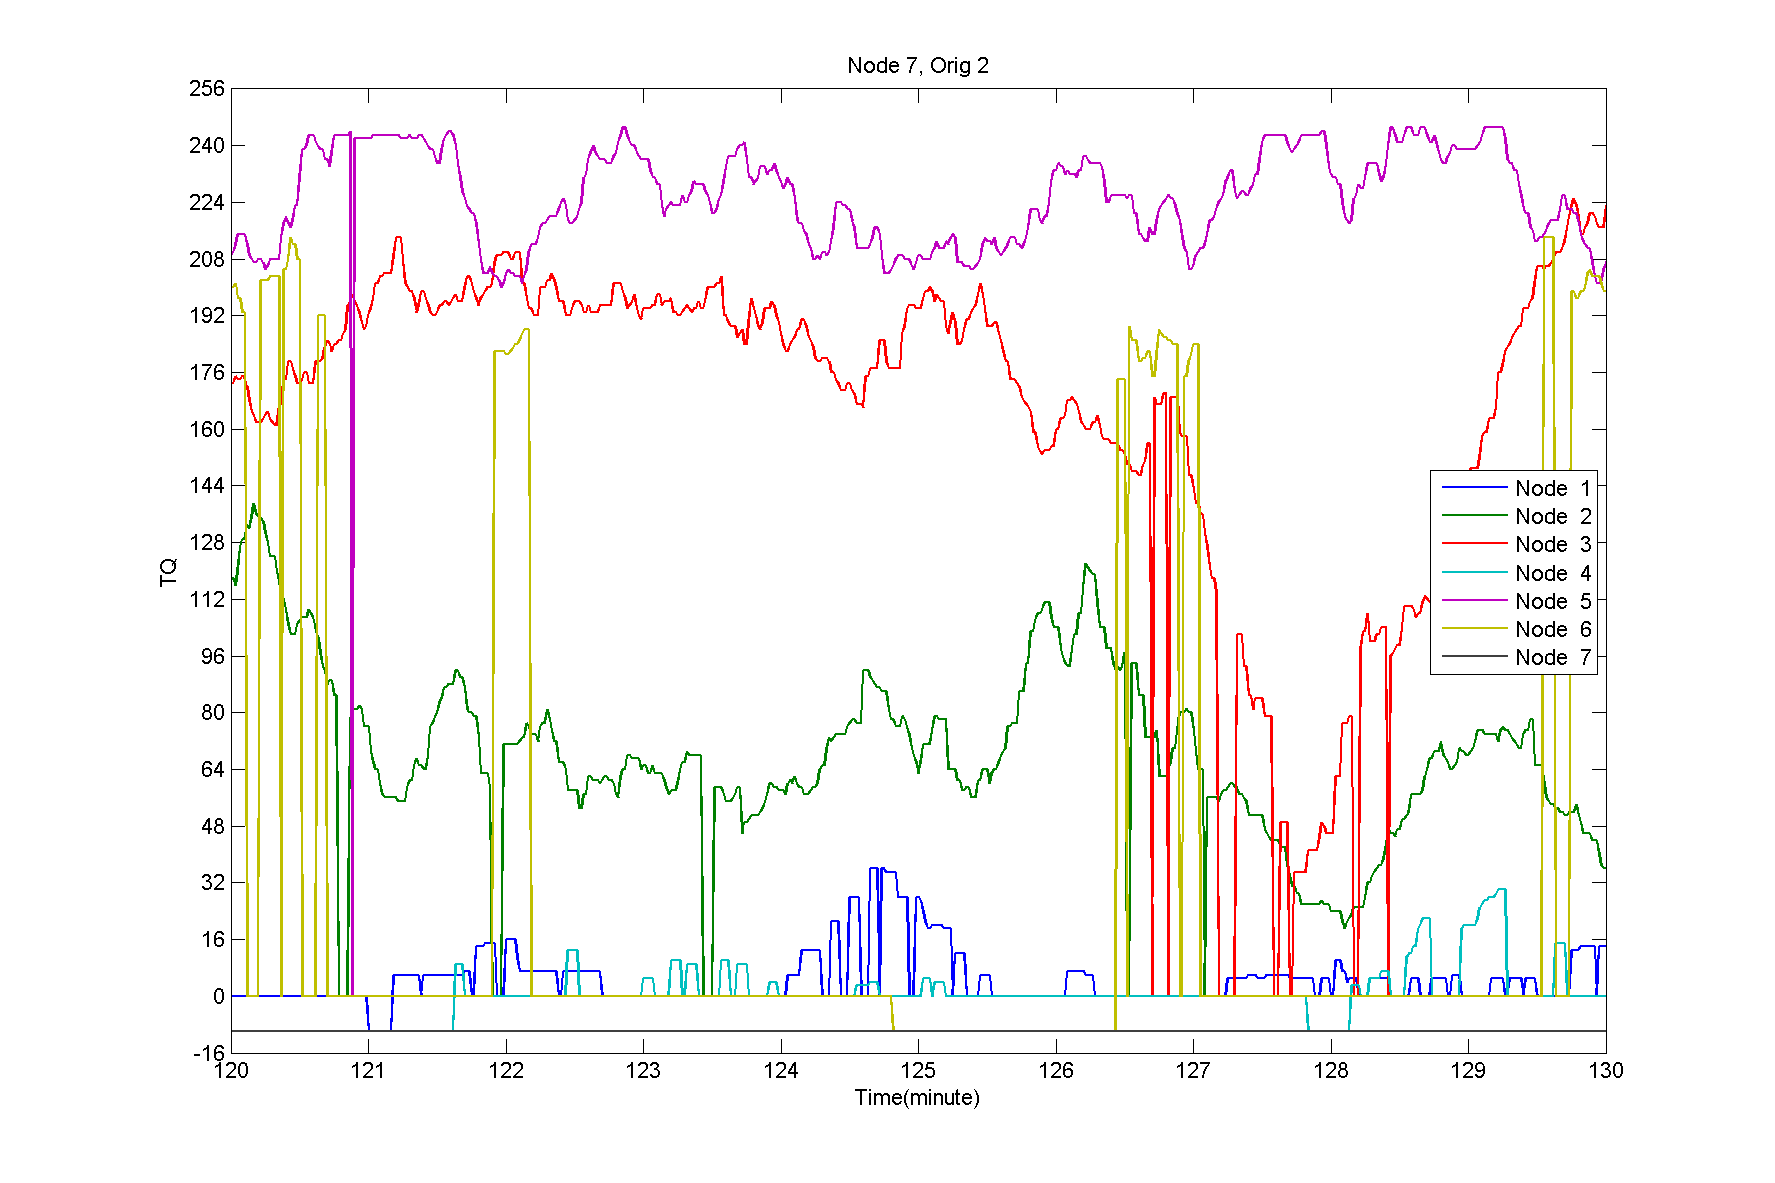 Node 7, Orig 2
256
240
224
208
192
176
160
144
128
112
96
80
64
48
32
16
0
-16
TQ
Node 1
Node 2
Node 3
Node 4
Node 5
Node 6
Node 7
120 121 122 123 124 125 126 127 128 129 130
Time(minute)